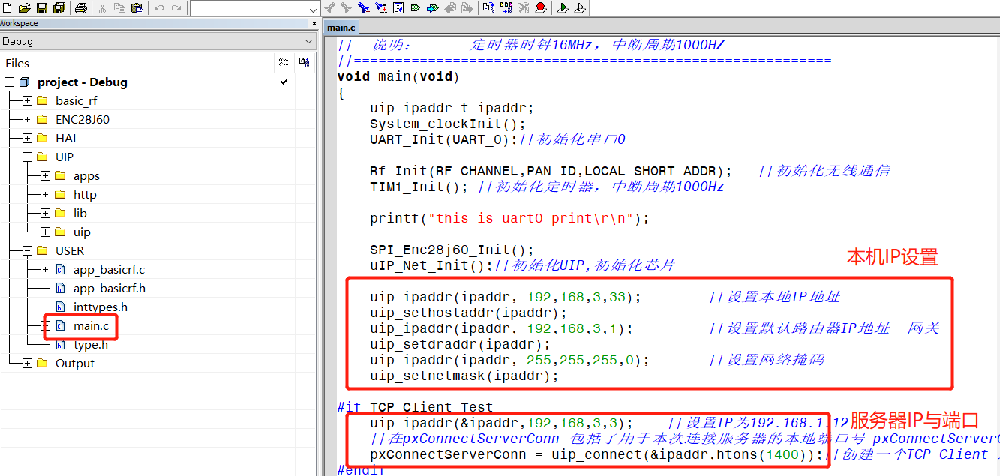 Workspace
Debug
Files
project - Debug
basic_rf
ENC28J60
HAL
UIP
apps
http
lib
uip
USER
app_basicrf.c
app_basicrf.h
inttypes.h
main.c
type.h
Output
main.c
// 说明: 定时器时钟16MHz，中断周期1000HZ
//==========================================================
void main(void)
{
uip_ipaddr_t ipaddr;
System_clockInit();
UART_Init(UART_0);//初始化串口0
Rf_Init(RF_CHANNEL,PAN_ID,LOCAL_SHORT_ADDR); //初始化无线通信
TIM1_Init(); //初始化定时器，中断周期1000Hz
printf("this is uart0 print\r\n");
SPI_Enc28j60_Init();
uIP_Net_Init();//初始化UIP,初始化芯片
本机IP设置
uip_ipaddr(ipaddr, 192,168,3,33); //设置本地IP地址
uip_sethostaddr(ipaddr);
uip_ipaddr(ipaddr, 192,168,3,1); //设置默认路由器IP地址 网关
uip_setdraddr(ipaddr);
uip_ipaddr(ipaddr, 255,255,255,0); //设置网络掩码
uip_setnetmask(ipaddr);
#if TCP_Client_Test
uip_ipaddr(&ipaddr,192,168,3,3); //设置IP为192.168.1.12
服务器IP与端口
//在pxConnectServerConn 包括了用于本次连接服务器的本地端口号 pxConnectServerC
pxConnectServerConn = uip_connect(&ipaddr,htons(1400));//创建一个TCP Client
#endif